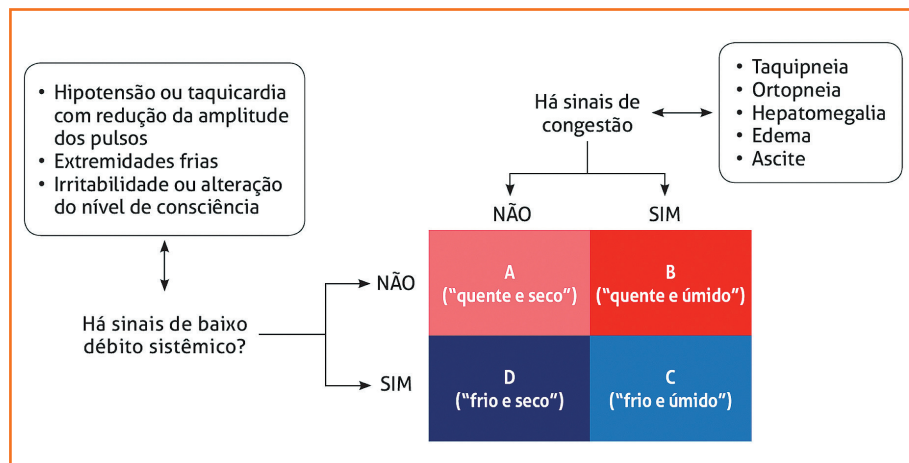 • Hipotensão ou taquicardia
com redução da amplitude
dos pulsos
• Extremidades frias
• Irritabilidade ou alteração
do nível de consciência
Há sinais de
congestão
• Taquipneia
• Ortopneia
• Hepatomegalia
• Edema
• Ascite
NÃO
SIM
Há sinais de baixo
débito sistêmico?
NÃO
SIM
A
("quente e seco")
B
("quente e úmido")
D
("frio e seco")
C
("frio e úmido")